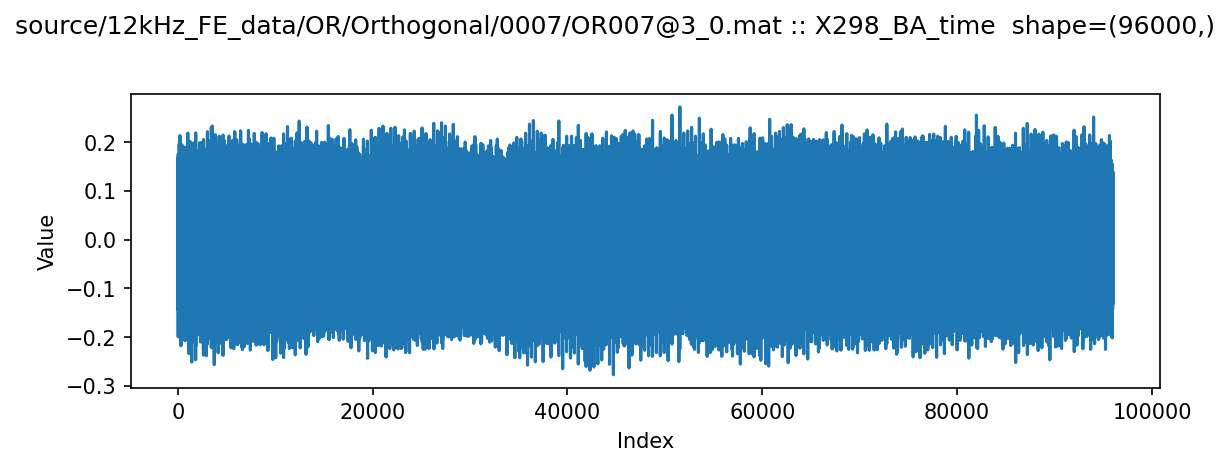 source/12kHz_FE_data/OR/Orthogonal/0007/OR007@3_0.mat :: X298_BA_time  shape=(96000,)
0.2
0.1
0.0
−0.1
−0.2
−0.3
Value
0 20000 40000 60000 80000 100000
Index